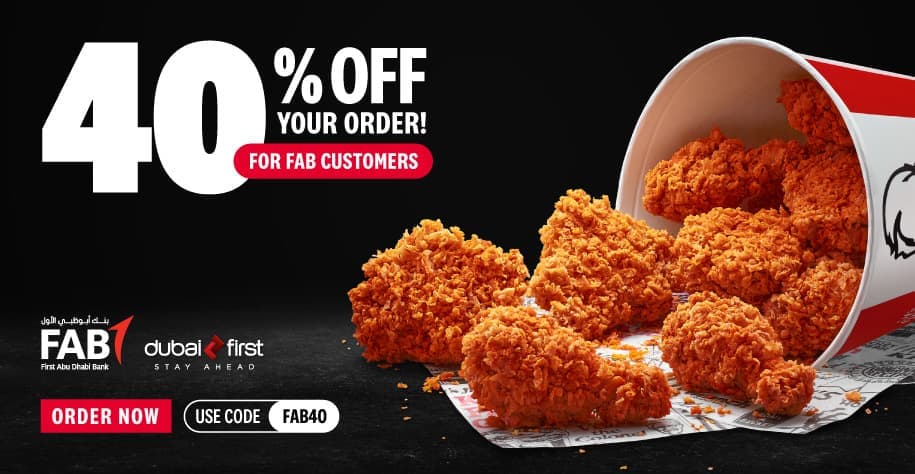 40
% OFF
YOUR ORDER!
FOR FAB CUSTOMERS
بنك أبوظبي الأول
FAB
First Abu Dhabi Bank
dubai first
STAY AHEAD
ORDER NOW
USE CODE FAB40